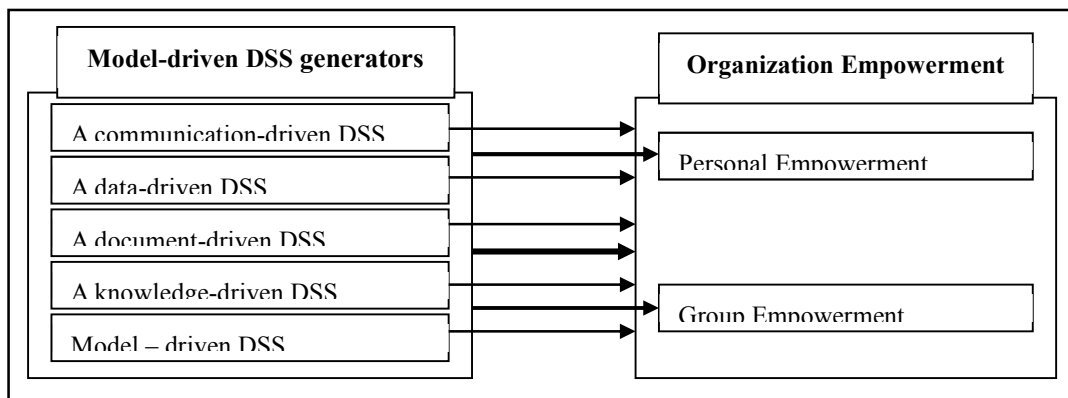 Model-driven DSS generators
A communication-driven DSS
A data-driven DSS
A document-driven DSS
A knowledge-driven DSS
Model – driven DSS
Organization Empowerment
Personal Empowerment
Group Empowerment